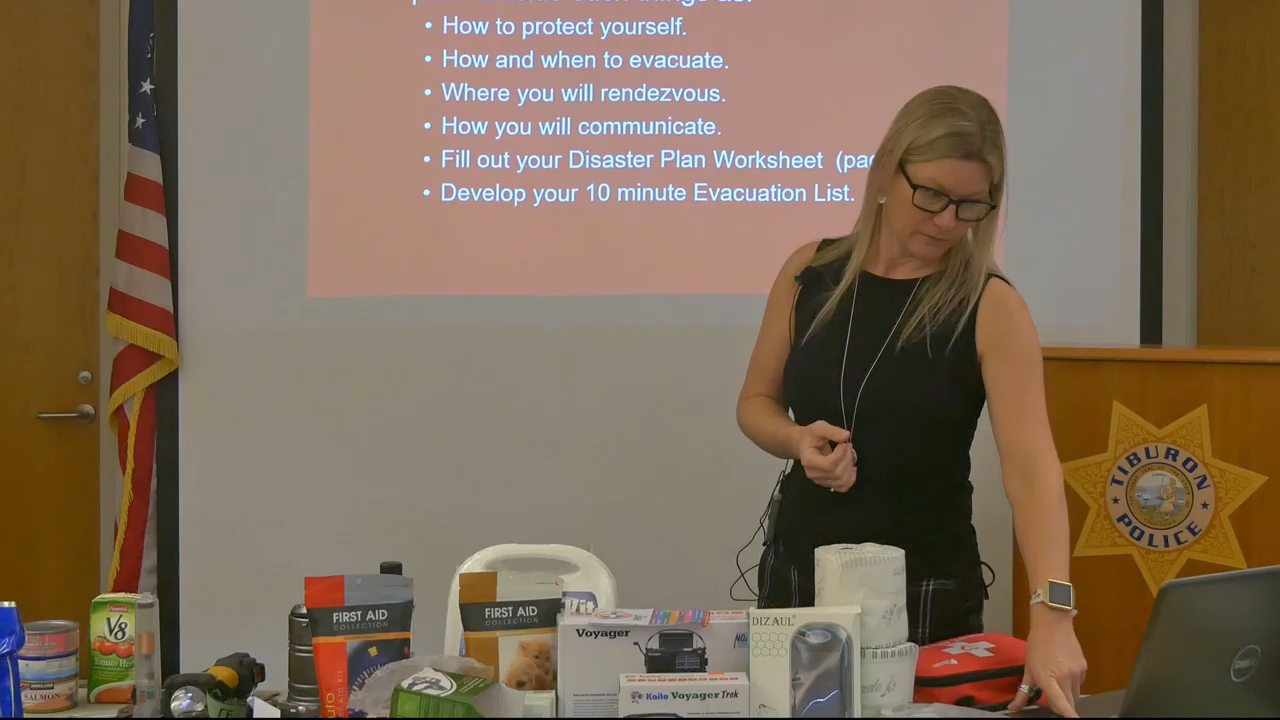 • How to protect yourself.
• How and when to evacuate.
• Where you will rendezvous.
• How you will communicate.
• Fill out your Disaster Plan Worksheet (pa
• Develop your 10 minute Evacuation List.
TIBURON
POLICE
FIRST AID
COLLECTION
FIRST AID
COLLECTION
V8
SALMON
Voyager
Kaito Voyager Trek
DIZAUL
DELL